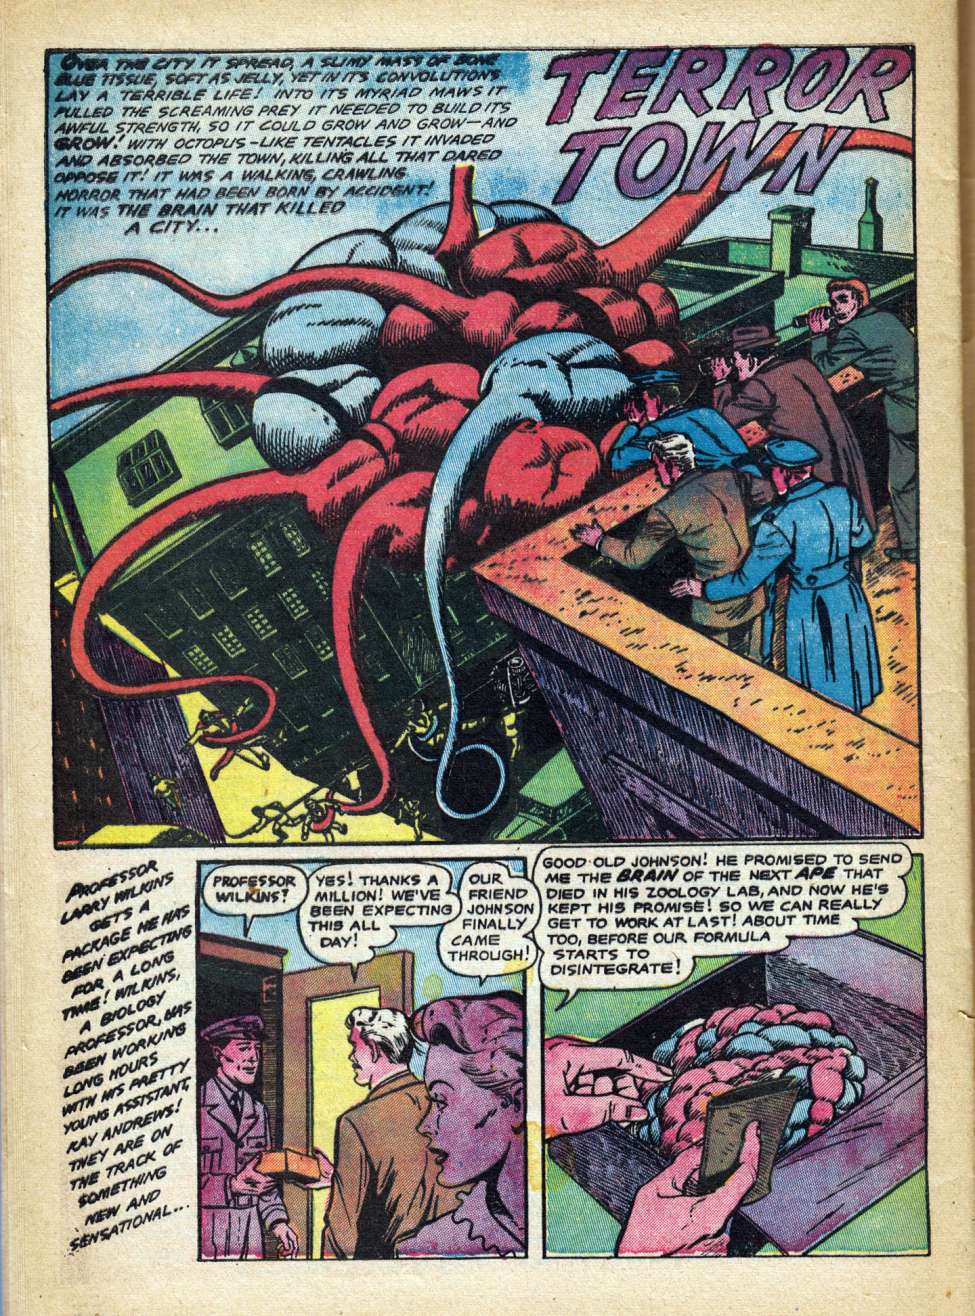 OVER THE CITY IT SPREAD, A SLIMY MASS OF BONE
BLUE TISSUE, SOFT AS JELLY, YET IN ITS CONVOLUTIONS
LAY A TERRIBLE LIFE! INTO ITS MYRIAD MAWS IT
PULLED THE SCREAMING PREY IT NEEDED TO BUILD ITS
AWFUL STRENGTH, SO IT COULD GROW AND GROW—AND
GROW! WITH OCTOPUS-LIKE TENTACLES IT INVADED
AND ABSORBED THE TOWN, KILLING ALL THAT DARED
OPPOSE IT! IT WAS A WALKING, CRAWLING
HORROR THAT HAD BEEN BORN BY ACCIDENT!
IT WAS THE BRAIN THAT KILLED
A CITY...
TERROR
TOWN
PROFESSOR
LARRY WILKINS
GETS A
PACKAGE HE HAS
BEEN EXPECTING
FOR A LONG
TIME! WILKINS,
A BIOLOGY
PROFESSOR, HAS
BEEN WORKING
LONG HOURS
WITH HIS PRETTY
YOUNG ASSISTANT,
KAY ANDREWS!
THEY ARE ON
THE TRACK OF
SOMETHING
NEW AND
SENSATIONAL...
PROFESSOR
WILKINS?
YES! THANKS A
MILLION! WE'VE
BEEN EXPECTING
THIS ALL
DAY!
OUR
FRIEND
JOHNSON
FINALLY
CAME
THROUGH!
GOOD OLD JOHNSON! HE PROMISED TO SEND
ME THE BRAIN OF THE NEXT APE THAT
DIED IN HIS ZOOLOGY LAB, AND NOW HE'S
KEPT HIS PROMISE! SO WE CAN REALLY
GET TO WORK AT LAST! ABOUT TIME
TOO, BEFORE OUR FORMULA
STARTS TO
DISINTEGRATE!